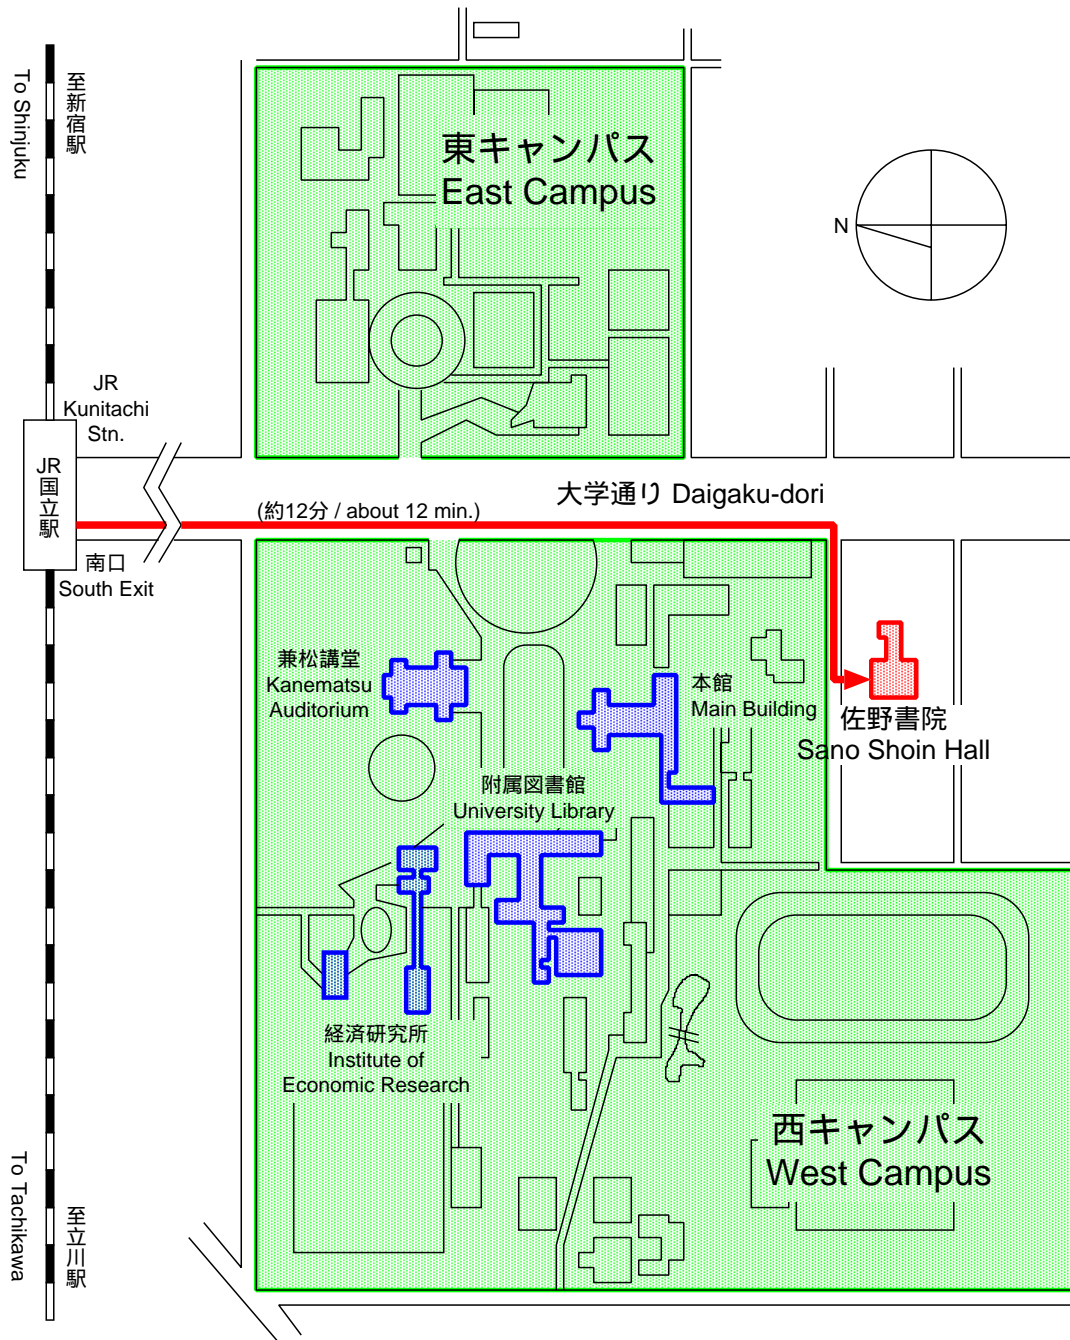 至新宿駅
To Shinjuku
東キャンパス
East Campus
N
JR
Kunitachi
Stn.
JR
国立駅
大学通り Daigaku-dori
(約12分 / about 12 min.)
南口
South Exit
兼松講堂
Kanematsu
Auditorium
本館
Main Building
佐野書院
Sano Shoin Hall
附属図書館
University Library
経済研究所
Institute of
Economic Research
西キャンパス
West Campus
To Tachikawa
至立川駅